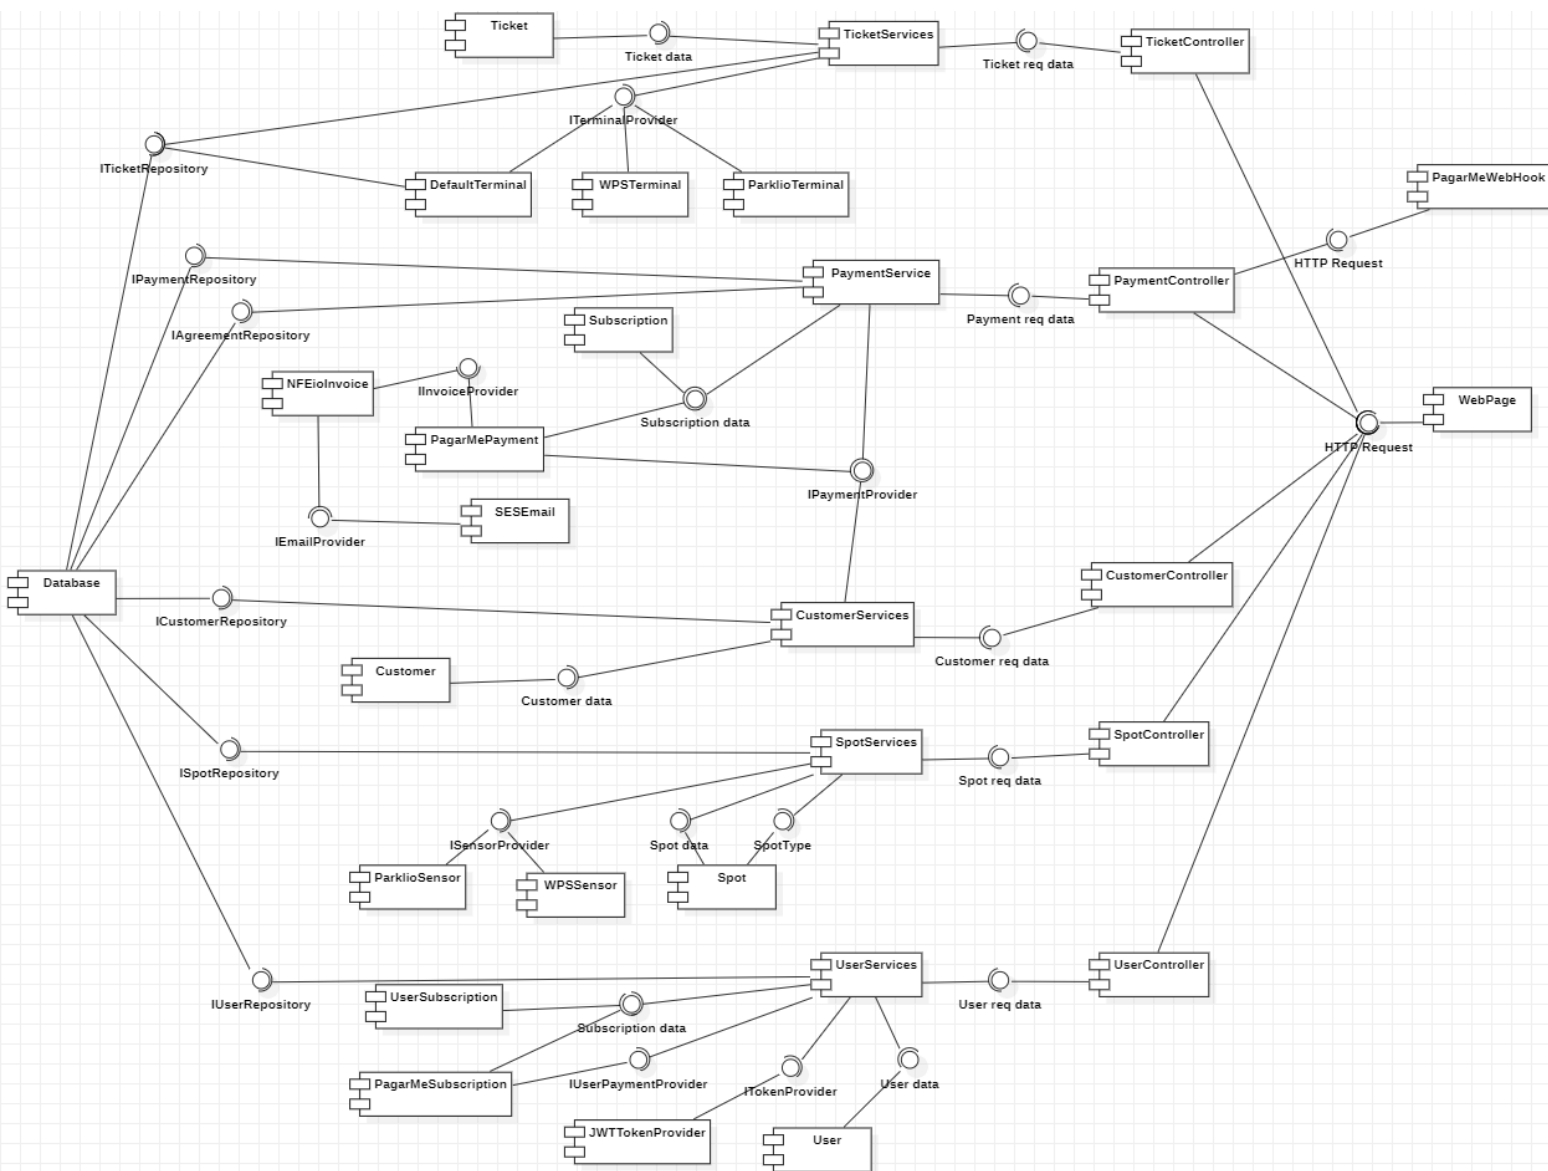 Ticket
TicketServices
TicketController
Ticket data
Ticket req data
ITerminalProvider
ITicketRepository
DefaultTerminal
WPSTerminal
ParklioTerminal
PagarMeWebHook
HTTP Request
IPaymentRepository
PaymentService
PaymentController
IAgreementRepository
Subscription
Payment req data
NFEioInvoice
IInvoiceProvider
WebPage
Subscription data
PagarMePayment
HTTP Request
IPaymentProvider
SESEmail
IEmailProvider
Database
CustomerController
ICustomerRepository
CustomerServices
Customer
Customer req data
Customer data
SpotServices
SpotController
ISpotRepository
Spot req data
ISensorProvider
Spot data
SpotType
ParklioSensor
WPSSensor
Spot
UserServices
UserController
IUserRepository
UserSubscription
User req data
Subscription data
PagarMeSubscription
IUserPaymentProvider
ITokenProvider
User data
JWTTokenProvider
User